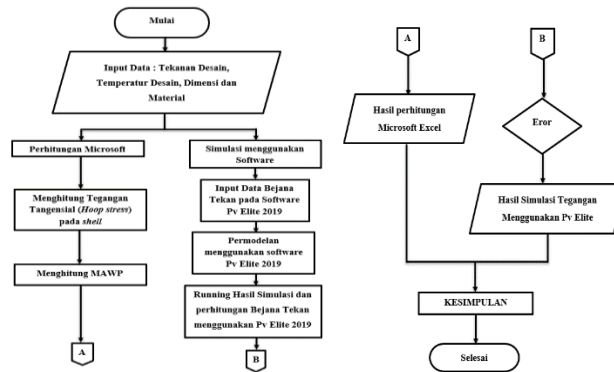 Mulai
Input Data : Tekanan Desain,
Temperatur Desain, Dimensi dan
Material
Perhitungan Microsoft
Menghitung Tegangan
Tangensial (Hoop stress)
pada shell
Menghitung MAWP
A
Simulasi menggunakan
Software
Input Data Bejana
Tekan pada Software
Pv Elite 2019
Permodelan
menggunakan software
Pv Elite 2019
Running Hasil Simulasi dan
perhitungan Bejana Tekan
menggunakan Pv Elite 2019
B
A
Hasil perhitungan
Microsoft Excel
B
Eror
Hasil Simulasi Tegangan
Menggunakan Pv Elite
KESIMPULAN
Selesai